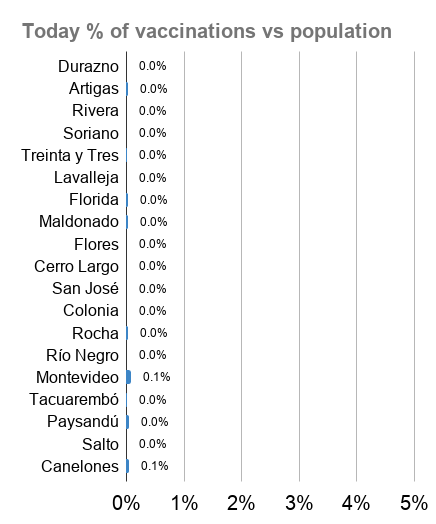 Today % of vaccinations vs population
Durazno 0.0%
Artigas 0.0%
Rivera 0.0%
Soriano 0.0%
Treinta y Tres 0.0%
Lavalleja 0.0%
Florida 0.0%
Maldonado 0.0%
Flores 0.0%
Cerro Largo 0.0%
San José 0.0%
Colonia 0.0%
Rocha 0.0%
Río Negro 0.0%
Montevideo 0.1%
Tacuarembó 0.0%
Paysandú 0.0%
Salto 0.0%
Canelones 0.1%
0% 1% 2% 3% 4% 5%